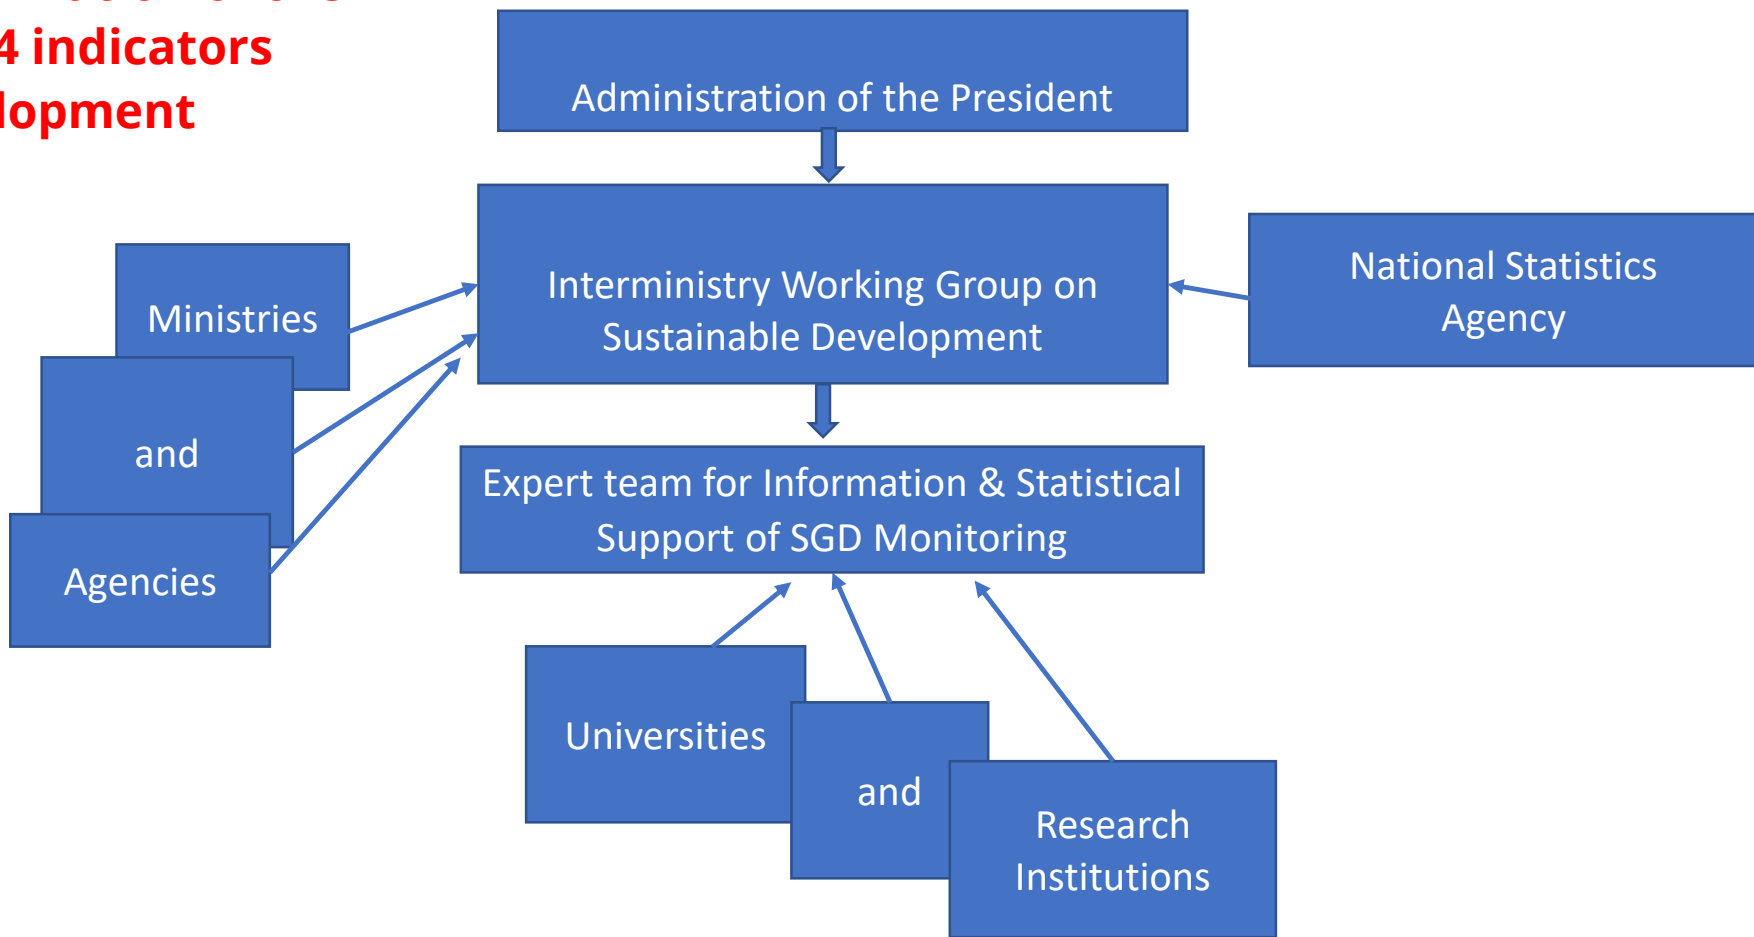 4 indicators
Administration of the President
National Statistics
Agency
Interministry Working Group on
Sustainable Development
Ministries
and
Agencies
Expert team for Information & Statistical
Support of SGD Monitoring
Universities
and
Research
Institutions